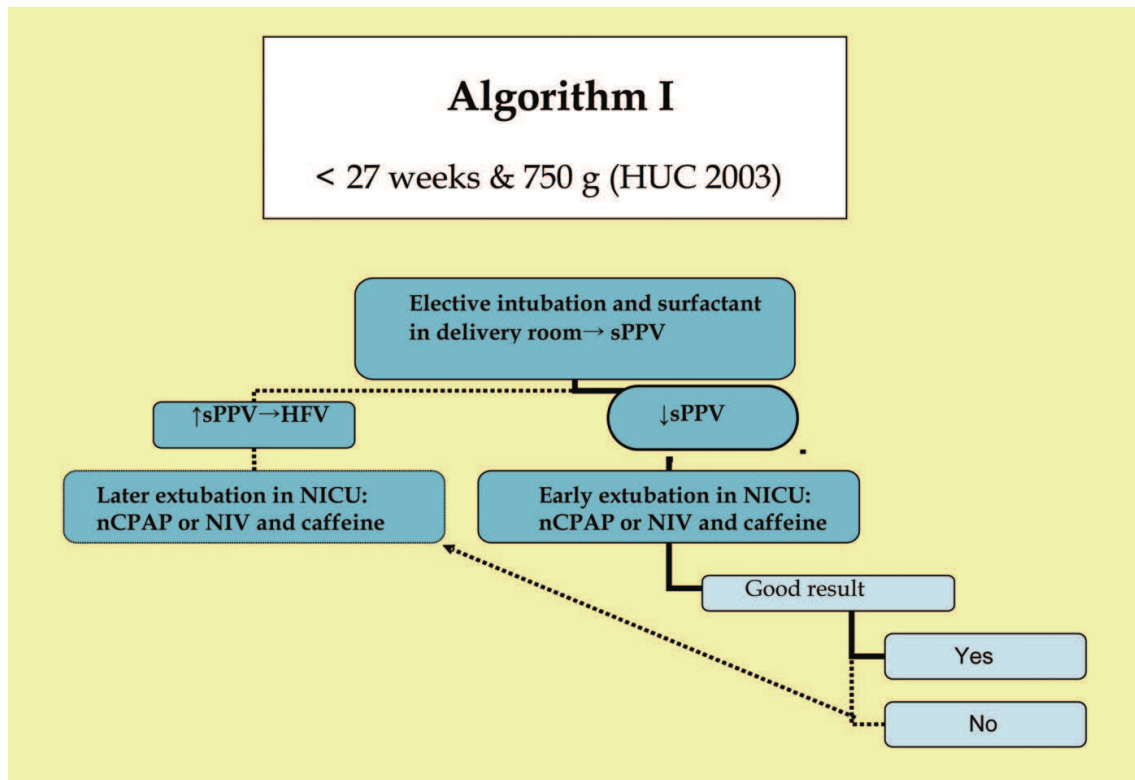 Algorithm I
< 27 weeks & 750 g (HUC 2003)
Elective intubation and surfactant
in delivery room→ sPPV
↑sPPV→HFV
↓sPPV
Later extubation in NICU:
nCPAP or NIV and caffeine
Early extubation in NICU:
nCPAP or NIV and caffeine
Good result
Yes
No